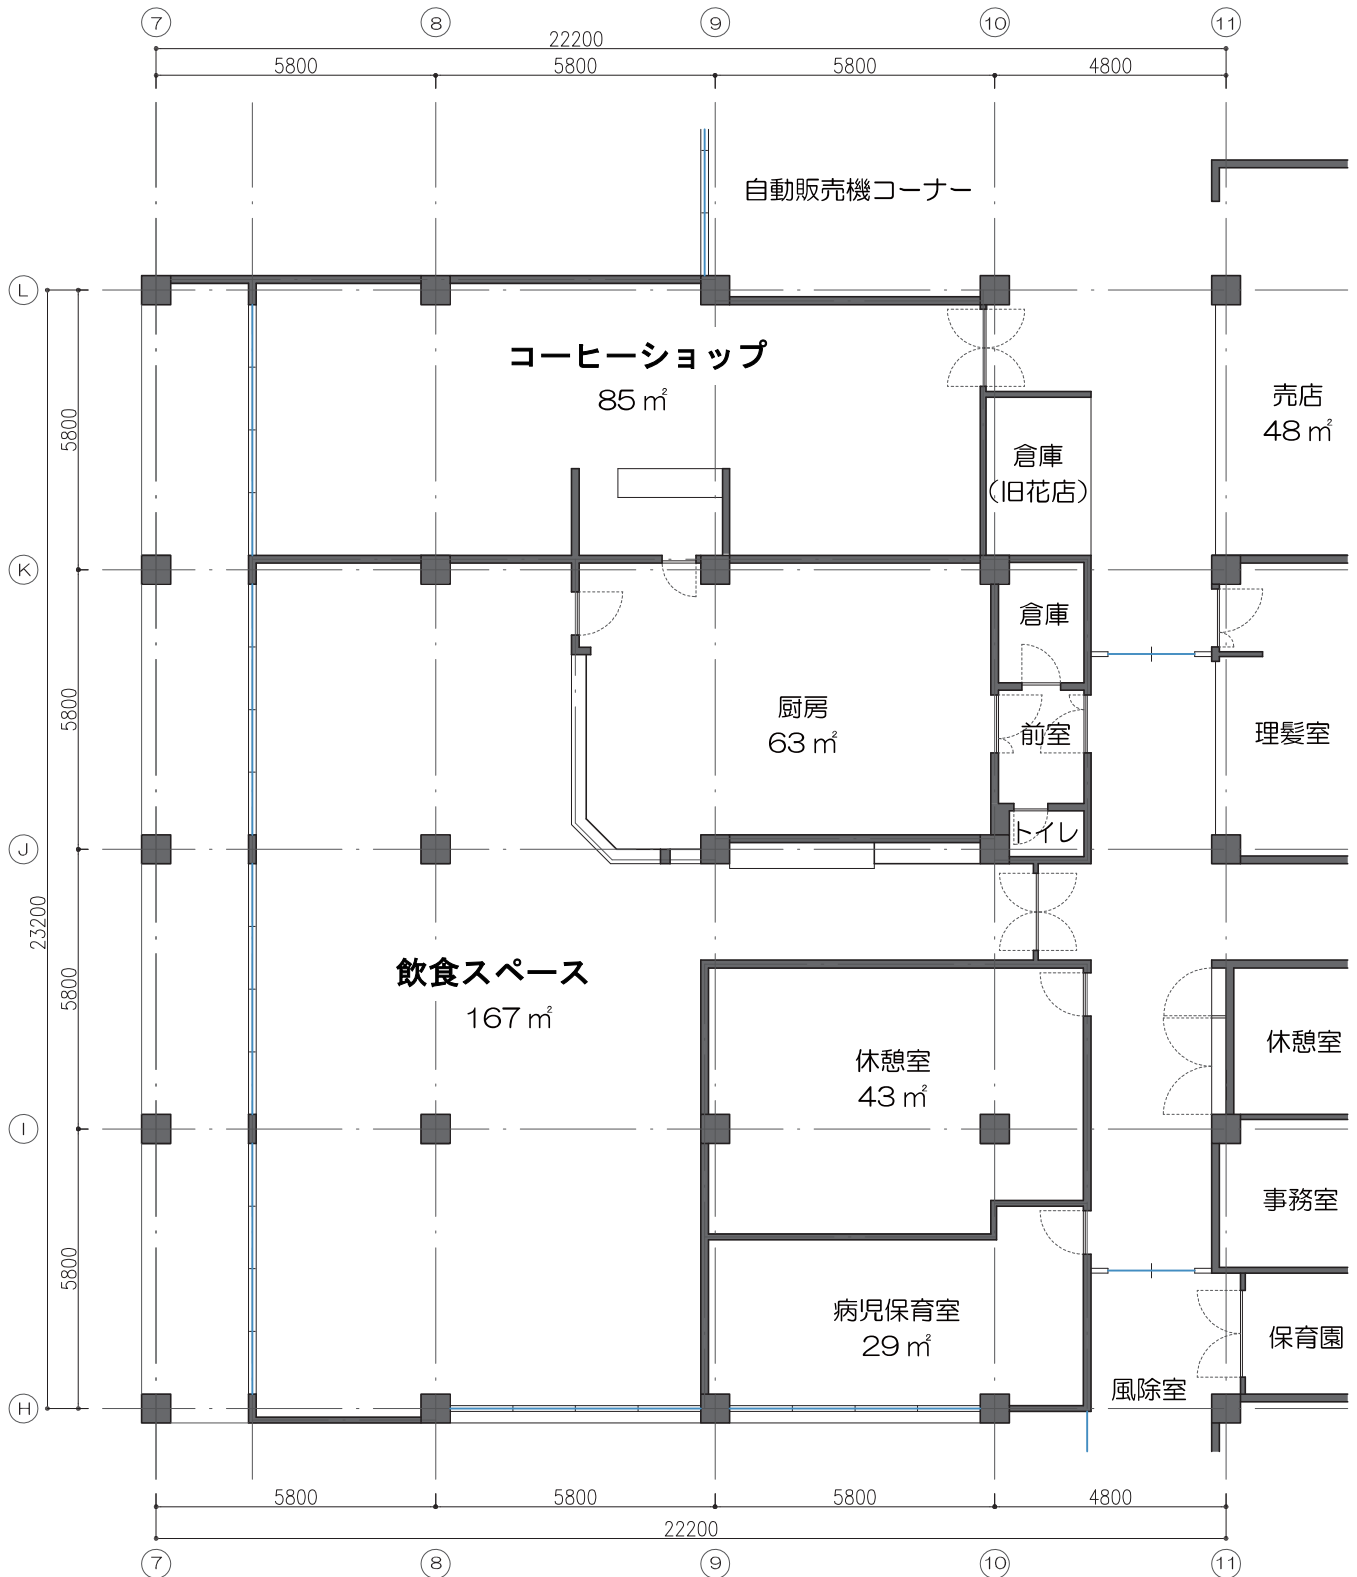 7 8 9 10 11
22200
5800 5800 5800 4800
自動販売機コーナー
L
コーヒーショップ
85㎡
売店
48㎡
5800
倉庫
(旧花店)
K
倉庫
厨房
63㎡
前室
理髪室
5800
トイレ
J
23200
飲食スペース
167㎡
5800
休憩室
43㎡
休憩室
I
事務室
5800
病児保育室
29㎡
保育園
風除室
H
5800 5800 5800 4800
22200
7 8 9 10 11